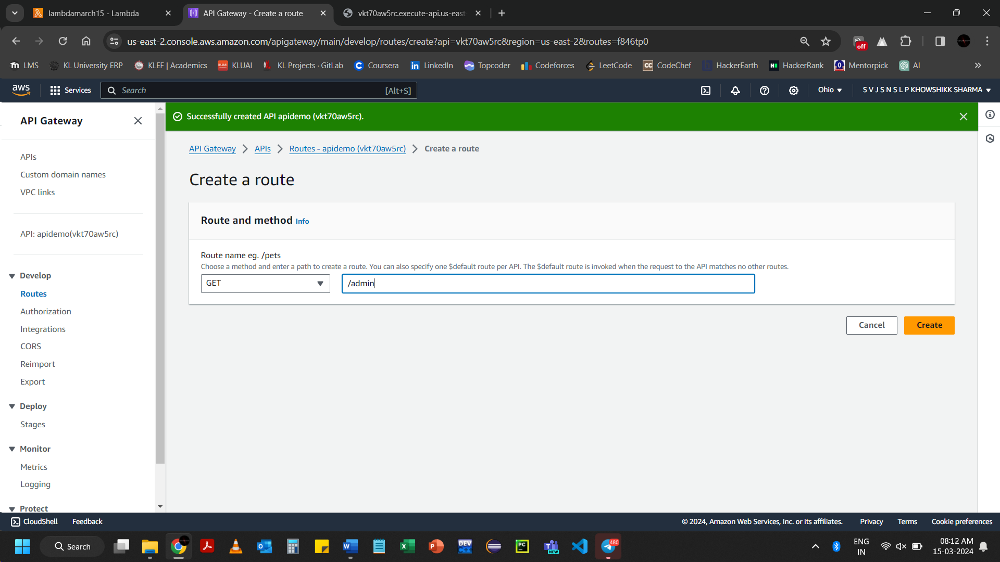 lambdamarch15 - Lambda
API Gateway - Create a route
vkt70aw5rc.execute-api.us-east
us-east-2.console.aws.amazon.com/apigateway/main/develop/routes/create?api=vkt70aw5rc&region=us-east-2&routes=f846tp0
off
LMS
KL University ERP
KLEF | Academics
KLUAI
KL Projects · GitLab
Coursera
LinkedIn
Topcoder
Codeforces
LeetCode
CodeChef
HackerEarth
HackerRank
Mentorpick
AI
aws
Services
Search
[Alt+S]
Ohio
S V J S N S L P KHOWSHIKK SHARMA
API Gateway
APIs
Custom domain names
VPC links
API: apidemo(vkt70aw5rc)
Develop
Routes
Authorization
Integrations
CORS
Reimport
Export
Deploy
Stages
Monitor
Metrics
Logging
Protect
Successfully created API apidemo (vkt70aw5rc).
API Gateway
APIs
Routes - apidemo (vkt70aw5rc)
Create a route
Create a route
Route and method Info
Route name eg. /pets
Choose a method and enter a path to create a route. You can also specify one $default route per API. The $default route is invoked when the request to the API matches no other routes.
GET
/admin
Cancel
Create
CloudShell
Feedback
© 2024, Amazon Web Services, Inc. or its affiliates.
Privacy
Terms
Cookie preferences
Search
DEV
PC
NEW
480
ENG
IN
08:12 AM
15-03-2024